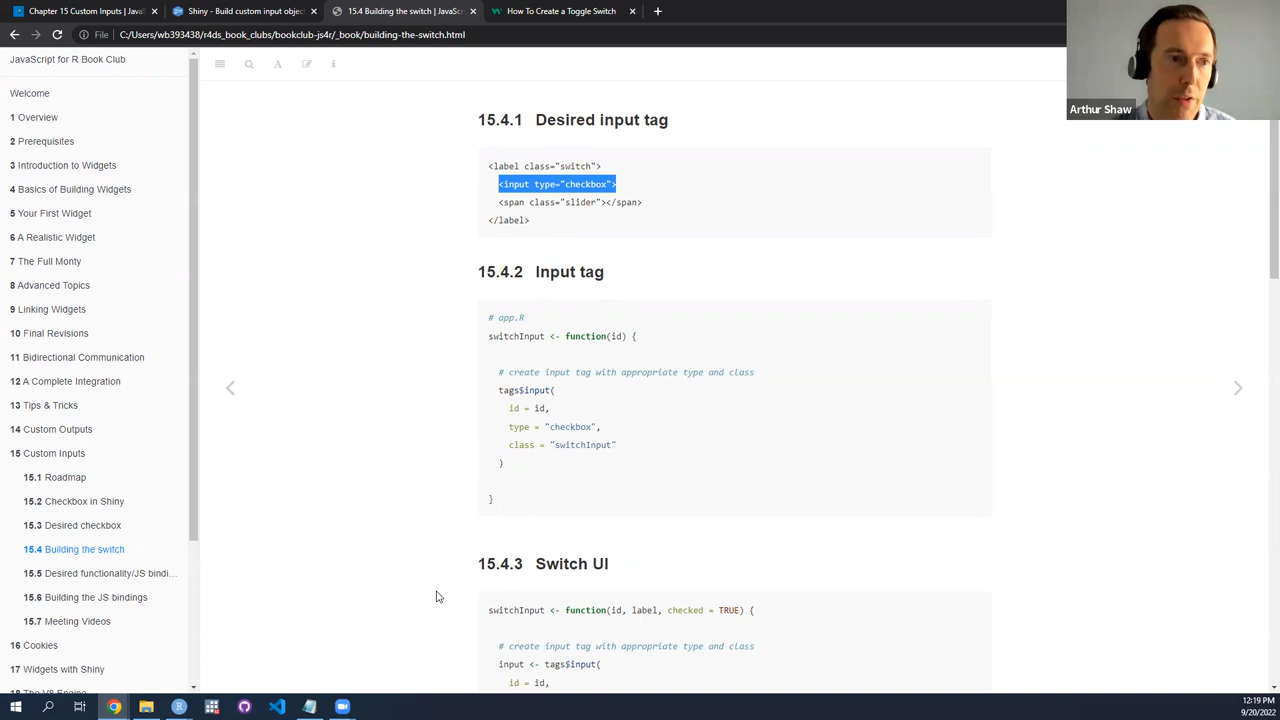 Chapter 15 Custom Inputs | Java
Shiny - Build custom input objec
15.4 Building the switch | JavaSc
How To Create a Toggle Switch
File
C:/Users/wb393438/r4ds_book_clubs/bookclub-js4r/_book/building-the-switch.html
JavaScript for R Book Club
Welcome
1 Overview
2 Prerequisites
3 Introduction to Widgets
4 Basics of Building Widgets
5 Your First Widget
6 A Realistic Widget
7 The Full Monty
8 Advanced Topics
9 Linking Widgets
10 Final Revisions
11 Bidirectional Communication
12 A Complete Integration
13 Tips & Tricks
14 Custom Outputs
15 Custom Inputs
15.1 Roadmap
15.2 Checkbox in Shiny
15.3 Desired checkbox
15.4 Building the switch
15.5 Desired functionality/JS bindi...
15.6 Building the JS bindings
15.7 Meeting Videos
16 Cookies
17 Widgets with Shiny
18 The V8 Engine
15.4.1 Desired input tag
<label class="switch">
<input type="checkbox">
<span class="slider"></span>
</label>
15.4.2 Input tag
# app.R
switchInput <- function(id) {
# create input tag with appropriate type and class
tags$input(
id = id,
type = "checkbox",
class = "switchInput"
)
}
15.4.3 Switch UI
switchInput <- function(id, label, checked = TRUE) {
# create input tag with appropriate type and class
input <- tags$input(
id = id,
Arthur Shaw
12:19 PM
9/20/2022